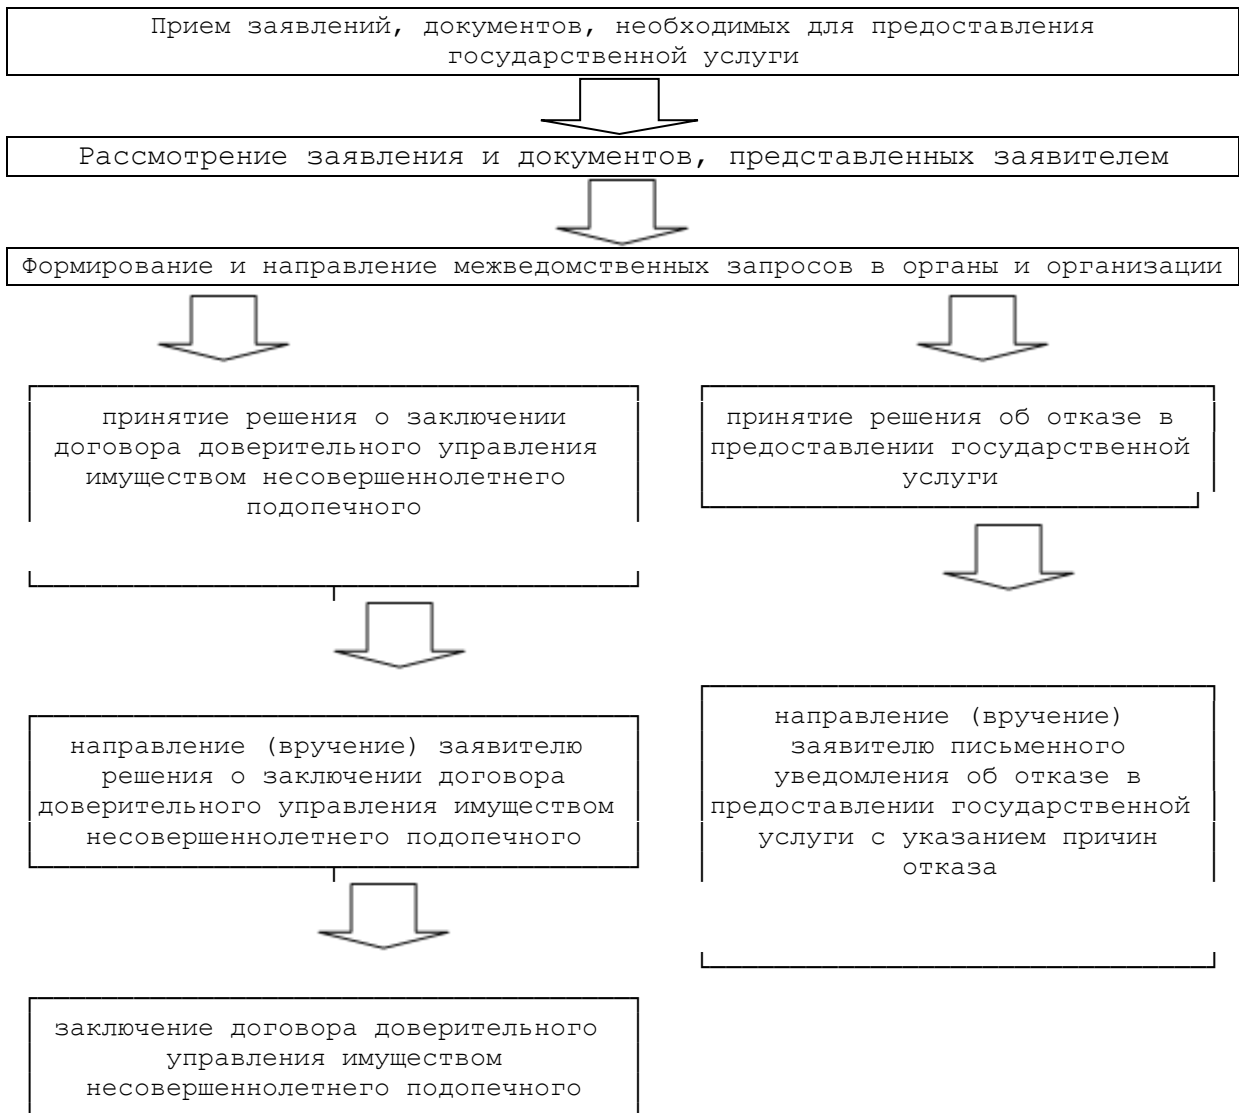 Прием заявлений, документов, необходимых для предоставления
государственной услуги
Рассмотрение заявления и документов, представленных заявителем
Формирование и направление межведомственных запросов в органы и организации
принятие решения о заключении
договора доверительного управления
имуществом несовершеннолетнего
подопечного
принятие решения об отказе в
предоставлении государственной
услуги
направление (вручение) заявителю
решения о заключении договора
доверительного управления имуществом
несовершеннолетнего подопечного
направление (вручение)
заявителю письменного
уведомления об отказе в
предоставлении государственной
услуги с указанием причин
отказа
заключение договора доверительного
управления имуществом
несовершеннолетнего подопечного